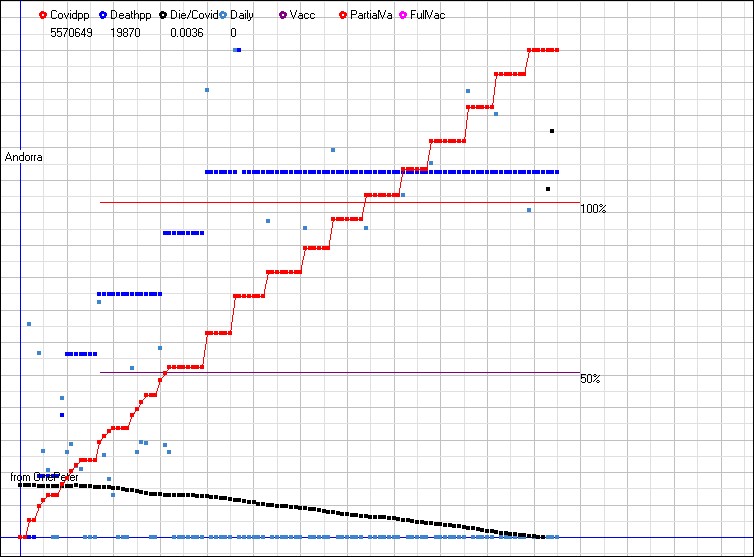 Covidpp Deathpp Die/Covid Daily Vacc PartialVa FullVac
5570649 19870 0.0036 0
Andorra
100%
50%
from OnePeter